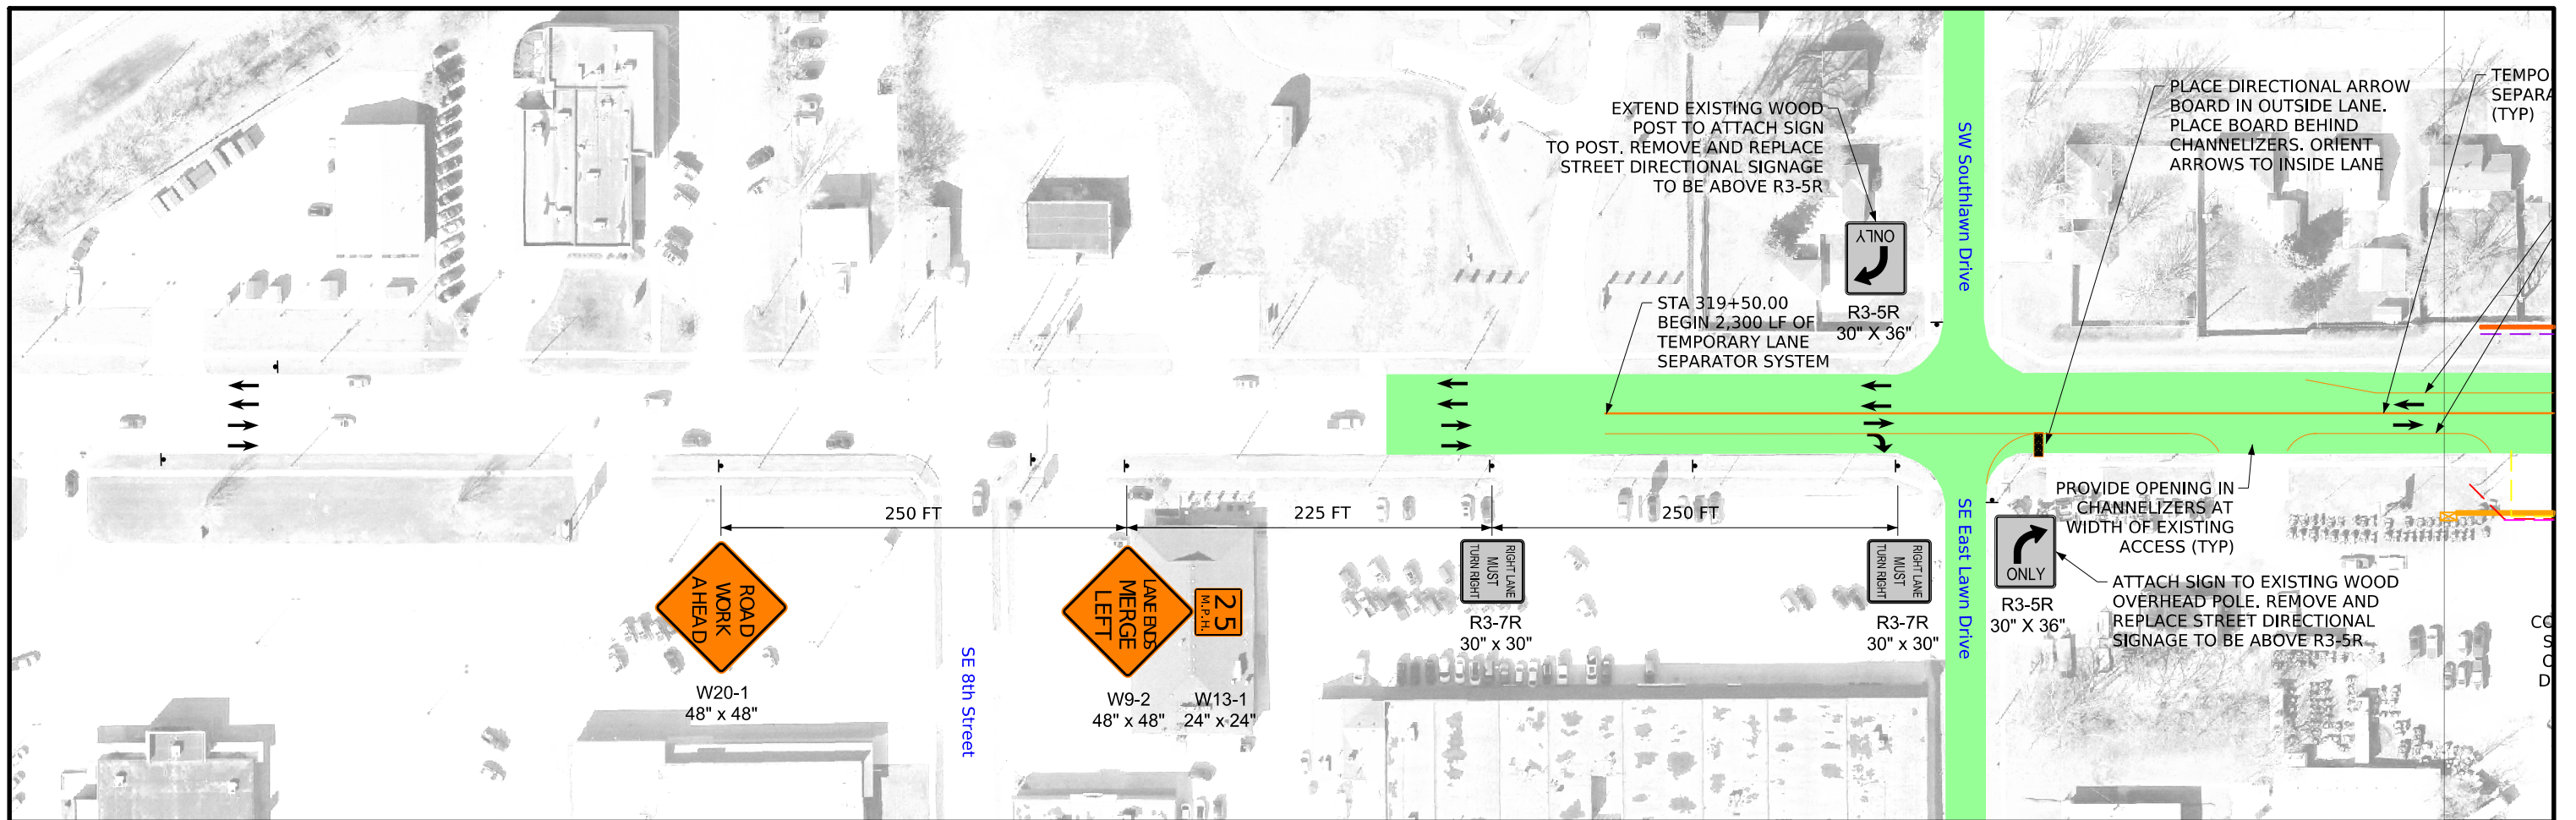 EXTEND EXISTING WOOD
POST TO ATTACH SIGN
TO POST. REMOVE AND REPLACE
STREET DIRECTIONAL SIGNAGE
TO BE ABOVE R3-5R
ONLY
R3-5R
30" X 36"
SW Southlawn Drive
PLACE DIRECTIONAL ARROW
BOARD IN OUTSIDE LANE.
PLACE BOARD BEHIND
CHANNELIZERS. ORIENT
ARROWS TO INSIDE LANE
TEMPO
SEPARA
(TYP)
STA 319+50.00
BEGIN 2,300 LF OF
TEMPORARY LANE
SEPARATOR SYSTEM
250 FT
225 FT
250 FT
ROAD
WORK
AHEAD
W20-1
48" x 48"
SE 8th Street
LANE ENDS
MERGE
LEFT
W9-2
48" x 48"
25
M.P.H.
W13-1
24" x 24"
RIGHT LANE
MUST
TURN RIGHT
R3-7R
30" x 30"
RIGHT LANE
MUST
TURN RIGHT
R3-7R
30" x 30"
SE East Lawn Drive
ONLY
R3-5R
30" X 36"
PROVIDE OPENING IN
CHANNELIZERS AT
WIDTH OF EXISTING
ACCESS (TYP)
ATTACH SIGN TO EXISTING WOOD
OVERHEAD POLE. REMOVE AND
REPLACE STREET DIRECTIONAL
SIGNAGE TO BE ABOVE R3-5R
CO
S
O
D